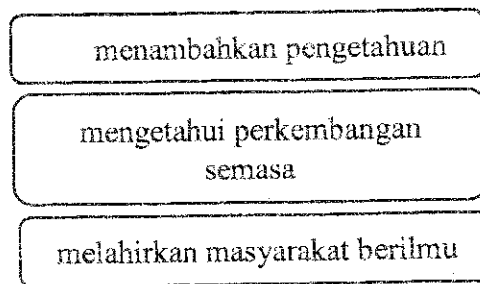 menambahkan pengetahuan
mengetahui perkembangan
semasa
melahirkan masyarakat berilmu